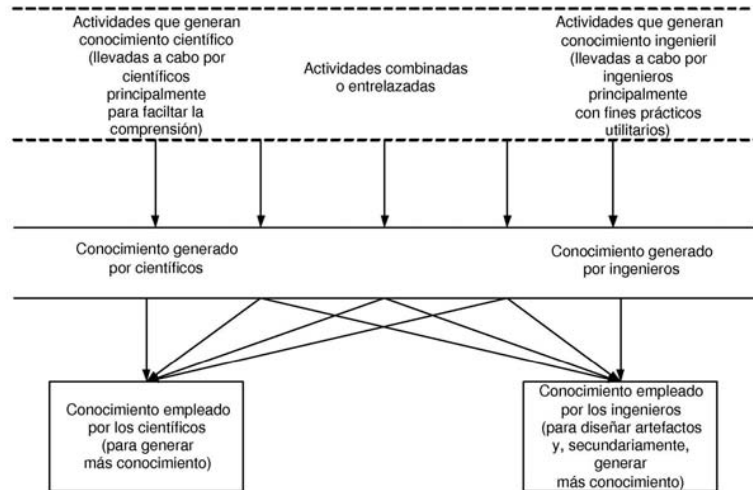 Actividades que generan
conocimiento científico
(llevadas a cabo por
científicos
principalmente
para faciltar la
comprensión)
Actividades combinadas
o entrelazadas
Actividades que generan
conocimiento ingenieril
(llevadas a cabo por
ingenieros
principalmente
con fines prácticos
utilitarios)
Conocimiento generado
por científicos
Conocimiento generado
por ingenieros
Conocimiento empleado
por los científicos
(para generar
más conocimiento)
Conocimiento empleado
por los ingenieros
(para diseñar artefactos
y, secundariamente,
generar
más conocimiento)